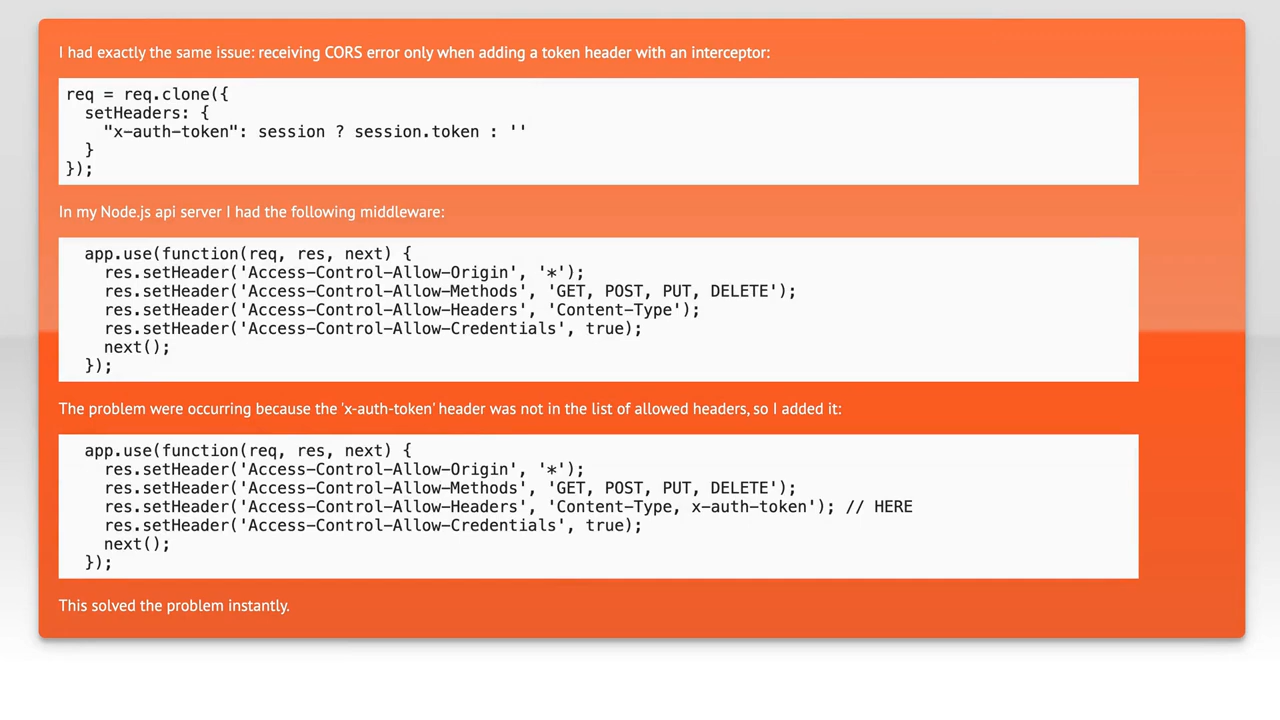 I had exactly the same issue: receiving CORS error only when adding a token header with an interceptor:
req = req.clone({
  setHeaders: {
    "x-auth-token": session ? session.token : ''
  }
});
In my Node.js api server I had the following middleware:
  app.use(function(req, res, next) {
    res.setHeader('Access-Control-Allow-Origin', '*');
    res.setHeader('Access-Control-Allow-Methods', 'GET, POST, PUT, DELETE');
    res.setHeader('Access-Control-Allow-Headers', 'Content-Type');
    res.setHeader('Access-Control-Allow-Credentials', true);
    next();
  });
The problem were occurring because the 'x-auth-token' header was not in the list of allowed headers, so I added it:
  app.use(function(req, res, next) {
    res.setHeader('Access-Control-Allow-Origin', '*');
    res.setHeader('Access-Control-Allow-Methods', 'GET, POST, PUT, DELETE');
    res.setHeader('Access-Control-Allow-Headers', 'Content-Type, x-auth-token'); // HERE
    res.setHeader('Access-Control-Allow-Credentials', true);
    next();
  });
This solved the problem instantly.